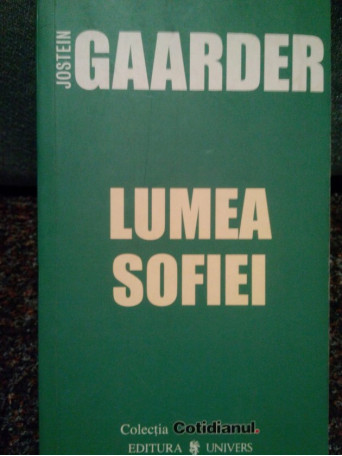 JOSTEIN
GAARDER
LUMEA
SOFIEI
Colecția Cotidianul.
EDITURA UNIVERS